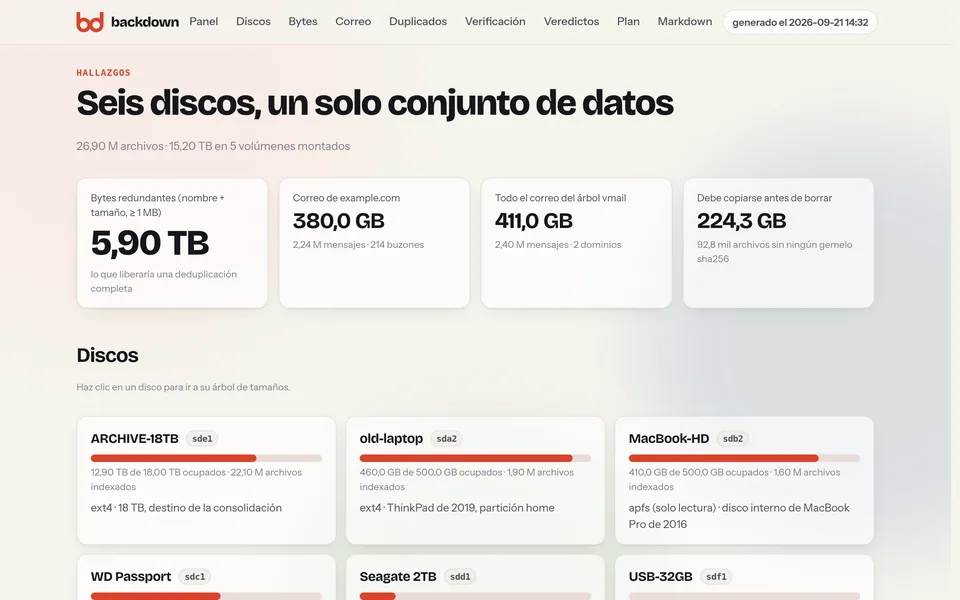 bd backdown Panel Discos Bytes Correo Duplicados Verificación Veredictos Plan Markdown generado el 2026-09-21 14:32
HALLAZGOS
Seis discos, un solo conjunto de datos
26,90 M archivos · 15,20 TB en 5 volúmenes montados
Bytes redundantes (nombre +
tamaño, ≥ 1 MB)
5,90 TB
lo que liberaría una deduplicación
completa
Correo de example.com
380,0 GB
2,24 M mensajes · 214 buzones
Todo el correo del árbol vmail
411,0 GB
2,40 M mensajes · 2 dominios
Debe copiarse antes de borrar
224,3 GB
92,8 mil archivos sin ningún gemelo
sha256
Discos
Haz clic en un disco para ir a su árbol de tamaños.
ARCHIVE-18TB sde1
12,90 TB de 18,00 TB ocupados · 22,10 M archivos
indexados
ext4 · 18 TB, destino de la consolidación
old-laptop sda2
460,0 GB de 500,0 GB ocupados · 1,90 M archivos
indexados
ext4 · ThinkPad de 2019, partición home
MacBook-HD sdb2
410,0 GB de 500,0 GB ocupados · 1,60 M archivos
indexados
apfs (solo lectura) · disco interno de MacBook
Pro de 2016
WD Passport sdc1
Seagate 2TB sdd1
USB-32GB sdf1